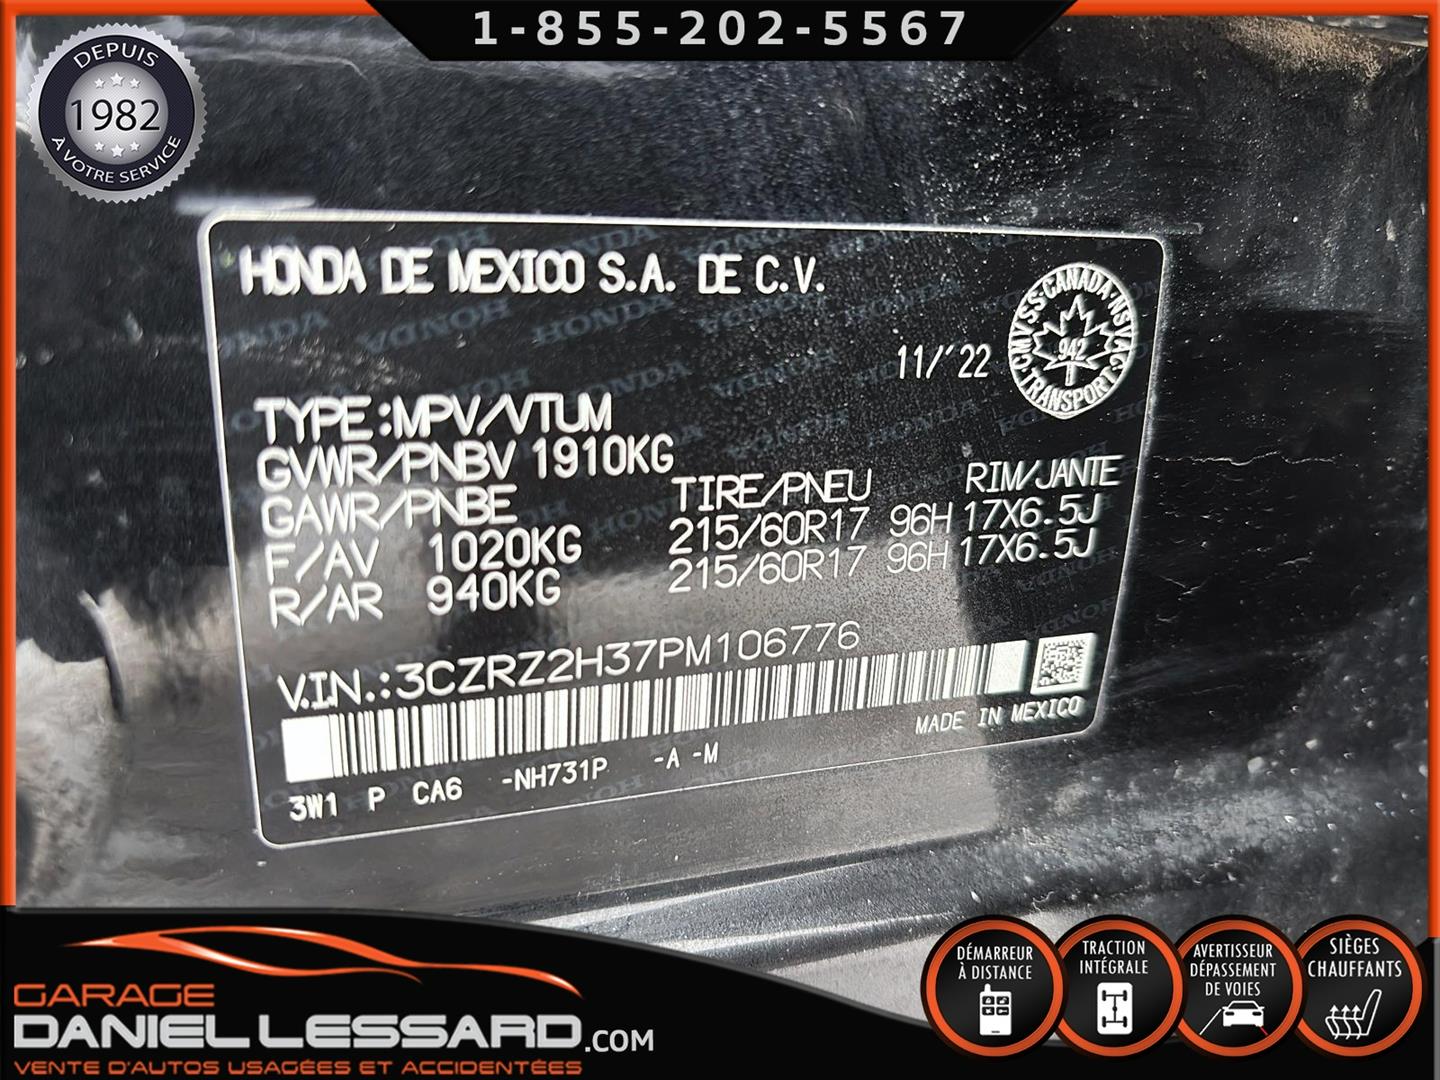 1-855-202-5567
DEPUIS
1982
À VOTRE SERVICE
HONDA DE MEXICO S.A. DE C.V.
11/'22
CMVSS·CANADA·NSVAC
942
TRANSPORT
TYPE:MPV/VTUM
GVWR/PNBV 1910KG
GAWR/PNBE TIRE/PNEU RIM/JANTE
F/AV 1020KG 215/60R17 96H 17X6.5J
R/AR 940KG 215/60R17 96H 17X6.5J
V.I.N.:3CZRZ2H37PM106776
MADE IN MEXICO
3W1 P CA6 -NH731P -A -M
DÉMARREUR
À DISTANCE
TRACTION
INTÉGRALE
AVERTISSEUR
DÉPASSEMENT
DE VOIES
SIÈGES
CHAUFFANTS
GARAGE
DANIEL LESSARD.COM
VENTE D'AUTOS USAGÉES ET ACCIDENTÉES